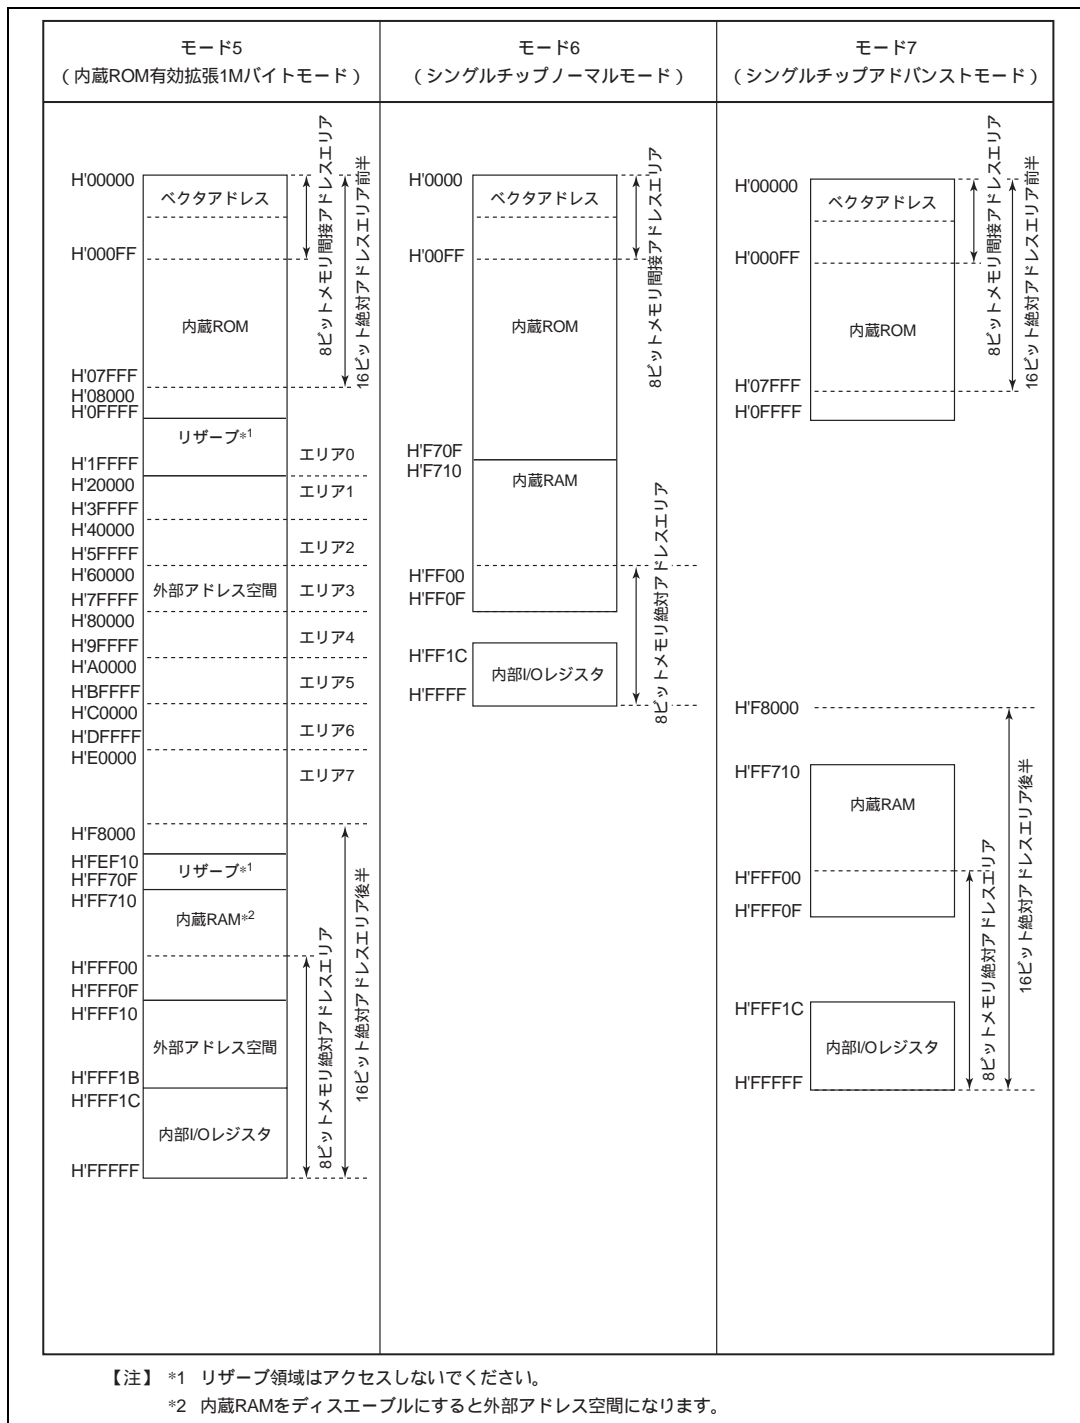 モード5
（内蔵ROM有効拡張1Mバイトモード）
H'00000
ベクタアドレス
H'000FF
内蔵ROM
H'07FFF
H'08000
H'0FFFF
リザーブ*1
H'1FFFF
エリア0
H'20000
エリア1
H'3FFFF
H'40000
エリア2
H'5FFFF
H'60000
外部アドレス空間
エリア3
H'7FFFF
H'80000
エリア4
H'9FFFF
H'A0000
エリア5
H'BFFFF
H'C0000
エリア6
H'DFFFF
H'E0000
エリア7
H'F8000
H'FEF10
リザーブ*1
H'FF70F
H'FF710
内蔵RAM*2
H'FFF00
H'FFF0F
H'FFF10
外部アドレス空間
H'FFF1B
H'FFF1C
内部I/Oレジスタ
H'FFFFF
8ビットメモリ間接アドレスエリア
16ビット絶対アドレスエリア前半
8ビットメモリ絶対アドレスエリア
16ビット絶対アドレスエリア後半
モード6
（シングルチップノーマルモード）
H'0000
ベクタアドレス
H'00FF
内蔵ROM
H'F70F
H'F710
内蔵RAM
H'FF00
H'FF0F
H'FF1C
内部I/Oレジスタ
H'FFFF
8ビットメモリ間接アドレスエリア
8ビットメモリ絶対アドレスエリア
モード7
（シングルチップアドバンストモード）
H'00000
ベクタアドレス
H'000FF
内蔵ROM
H'07FFF
H'0FFFF
H'F8000
H'FF710
内蔵RAM
H'FFF00
H'FFF0F
H'FFF1C
内部I/Oレジスタ
H'FFFFF
8ビットメモリ間接アドレスエリア
16ビット絶対アドレスエリア前半
8ビットメモリ絶対アドレスエリア
16ビット絶対アドレスエリア後半
【注】 *1 リザーブ領域はアクセスしないでください。
*2 内蔵RAMをディスエーブルにすると外部アドレス空間になります。